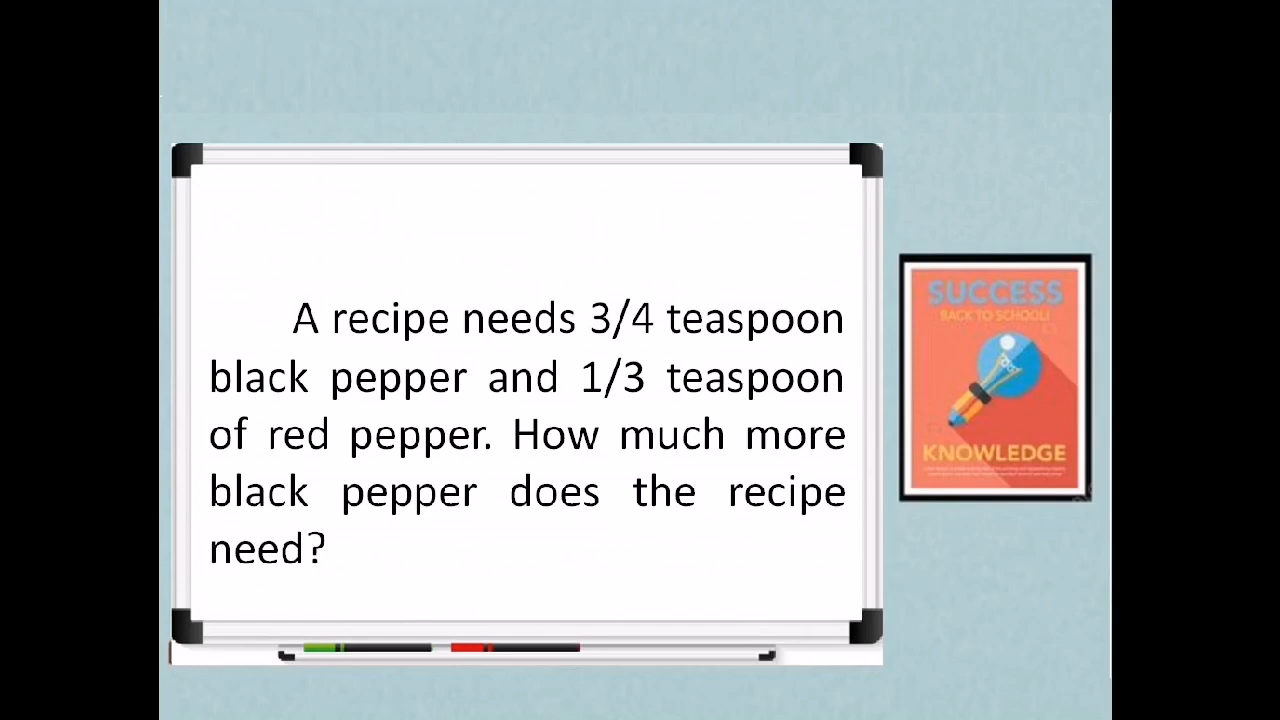 A recipe needs 3/4 teaspoon
black pepper and 1/3 teaspoon
of red pepper. How much more
black pepper does the recipe
need?
SUCCESS
BACK TO SCHOOL!
KNOWLEDGE